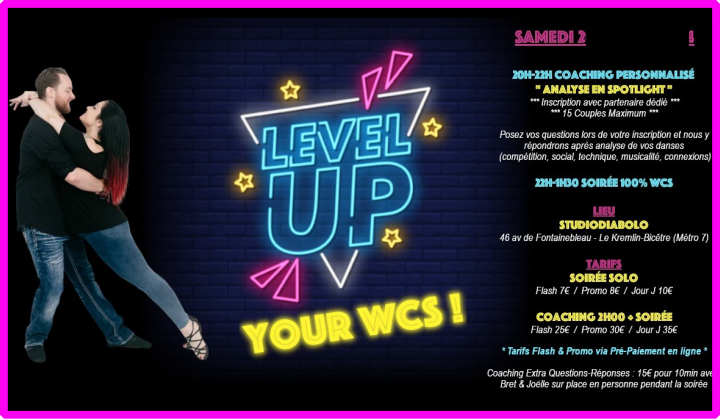 LEVEL
UP
YOUR WCS !
SAMEDI 2
20H-22H COACHING PERSONNALISÉ
" ANALYSE EN SPOTLIGHT "
*** Inscription avec partenaire dédié ***
*** 15 Couples Maximum ***
Posez vos questions lors de votre inscription et nous y
répondrons aprés analyse de vos danses
(compétition, social, technique, musicalité, connexions)
22H-1H30 SOIRÉE 100% WCS
LIEU
STUDIODIABOLO
46 av de Fontainebleau - Le Kremlin-Bicêtre (Métro 7)
TARIFS
SOIRÉE SOLO
Flash 7€ / Promo 8€ / Jour J 10€
COACHING 2H00 + SOIRÉE
Flash 25€ / Promo 30€ / Jour J 35€
* Tarifs Flash & Promo via Pré-Paiement en ligne *
Coaching Extra Questions-Réponses : 15€ pour 10min ave
Bret & Joëlle sur place en personne pendant la soirée